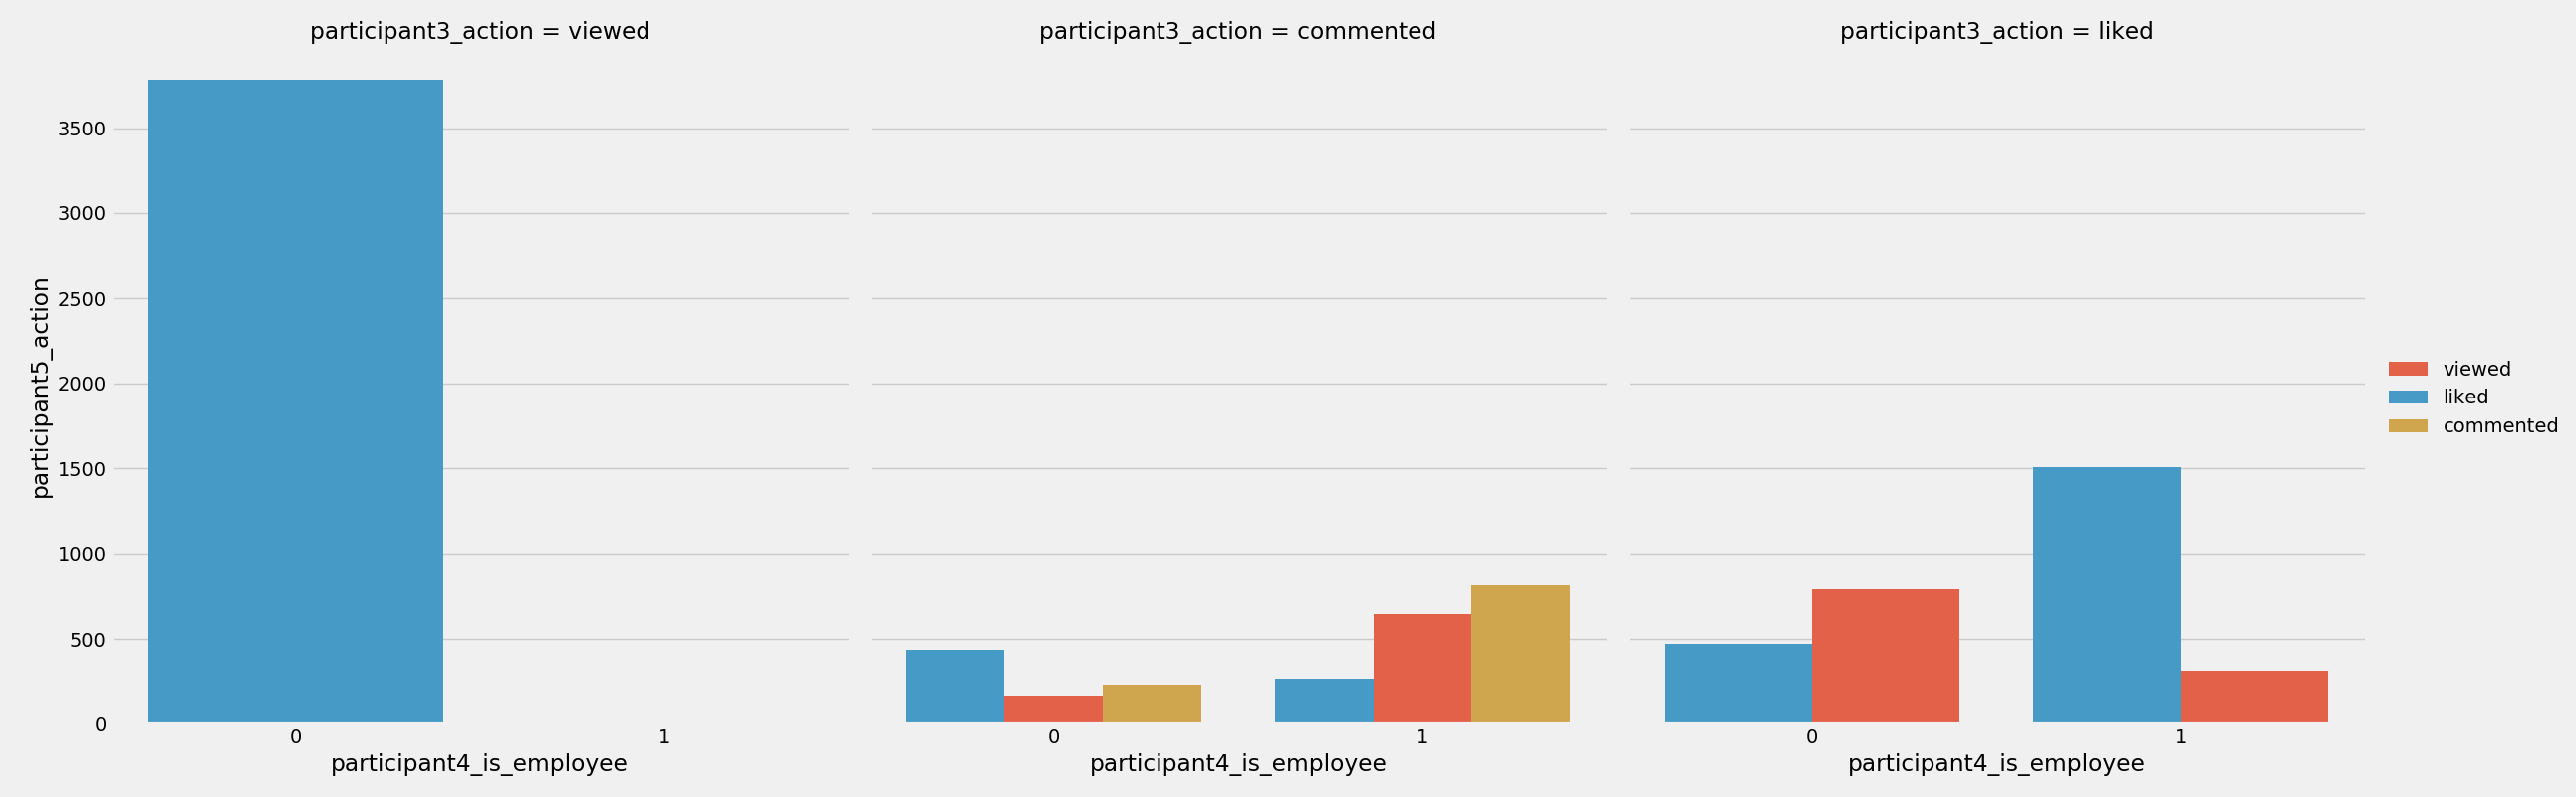 participant3_action = viewed
participant3_action = commented
participant3_action = liked
participant5_action
3500
3000
2500
2000
1500
1000
500
0
0
1
participant4_is_employee
0
1
participant4_is_employee
0
1
participant4_is_employee
viewed
liked
commented